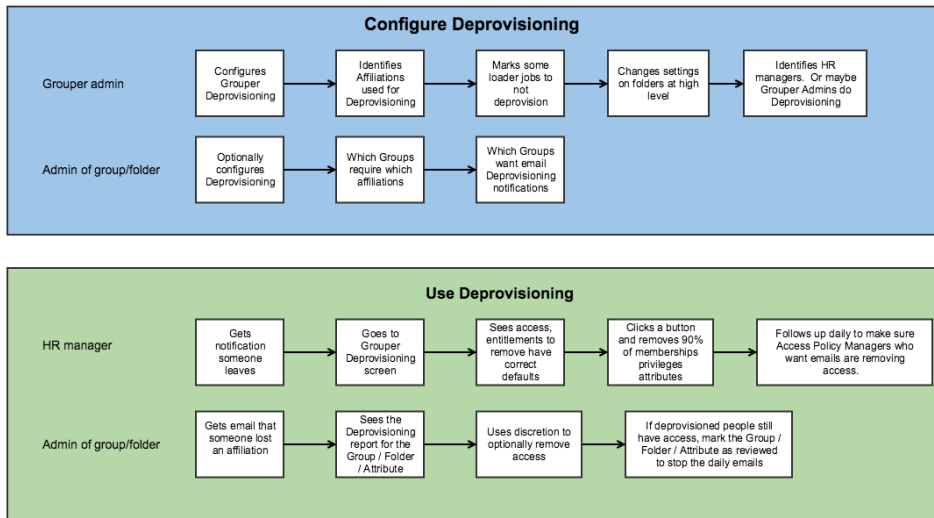 Configure Deprovisioning
Grouper admin
Configures
Grouper
Deprovisioning
Identifies
Affiliations
used for
Deprovisioning
Marks some
loader jobs to
not
deprovision
Changes settings
on folders at high
level
Identifies HR
managers. Or maybe
Grouper Admins do
Deprovisioning
Admin of group/folder
Optionally
configures
Deprovisioning
Which Groups
require which
affiliations
Which Groups
want email
Deprovisioning
notifications
Use Deprovisioning
HR manager
Gets
notification
someone
leaves
Goes to
Grouper
Deprovisioning
screen
Sees access,
entitlements to
remove have
correct
defaults
Clicks a button
and removes 90%
of memberships
privileges
attributes
Follows up daily to make sure
Access Policy Managers who
want emails are removing
access.
Admin of group/folder
Gets email that
someone lost
an affiliation
Sees the
Deprovisioning
report for the
Group / Folder
/ Attribute
Uses discretion to
optionally remove
access
If deprovisioned people still
have access, mark the Group /
Folder / Attribute as reviewed
to stop the daily emails